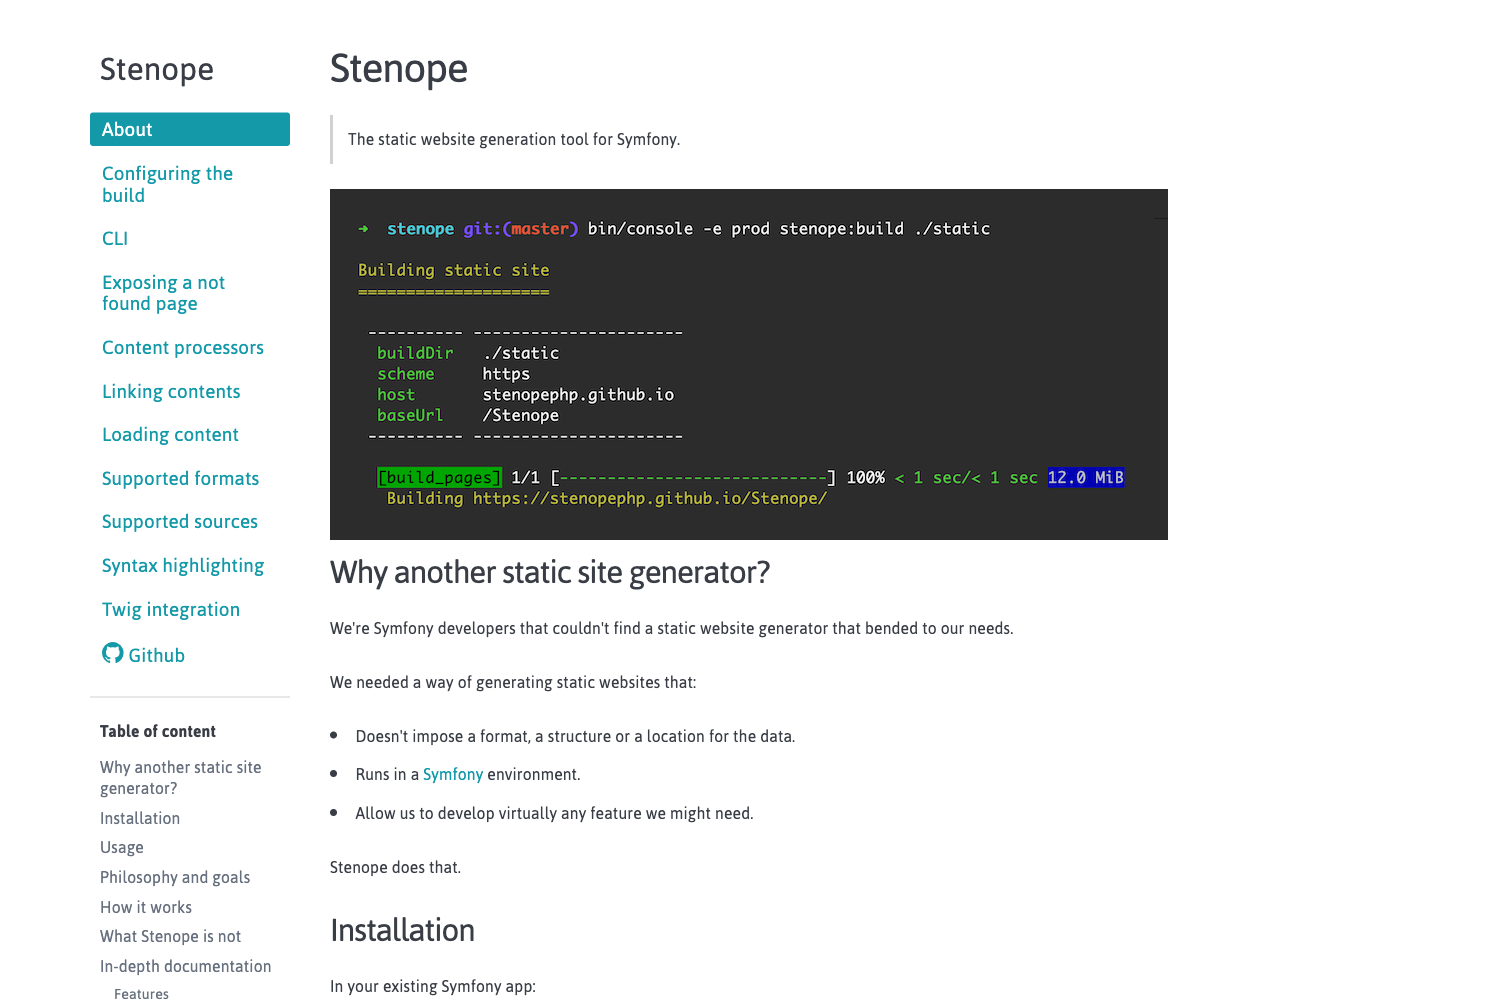 Stenope
About
Configuring the
build
CLI
Exposing a not
found page
Content processors
Linking contents
Loading content
Supported formats
Supported sources
Syntax highlighting
Twig integration
Github
Table of content
Why another static site
generator?
Installation
Usage
Philosophy and goals
How it works
What Stenope is not
In-depth documentation
Features
Stenope
The static website generation tool for Symfony.
➜ stenope git:(master) bin/console -e prod stenope:build ./static
Building static site
====================
---------- ----------------------
buildDir ./static
scheme https
host stenopephp.github.io
baseUrl /Stenope
---------- ----------------------
[build_pages] 1/1 [----------------------------] 100% < 1 sec/< 1 sec 12.0 MiB
Building https://stenopephp.github.io/Stenope/
Why another static site generator?
We're Symfony developers that couldn't find a static website generator that bended to our needs.
We needed a way of generating static websites that:
• Doesn't impose a format, a structure or a location for the data.
• Runs in a Symfony environment.
• Allow us to develop virtually any feature we might need.
Stenope does that.
Installation
In your existing Symfony app: